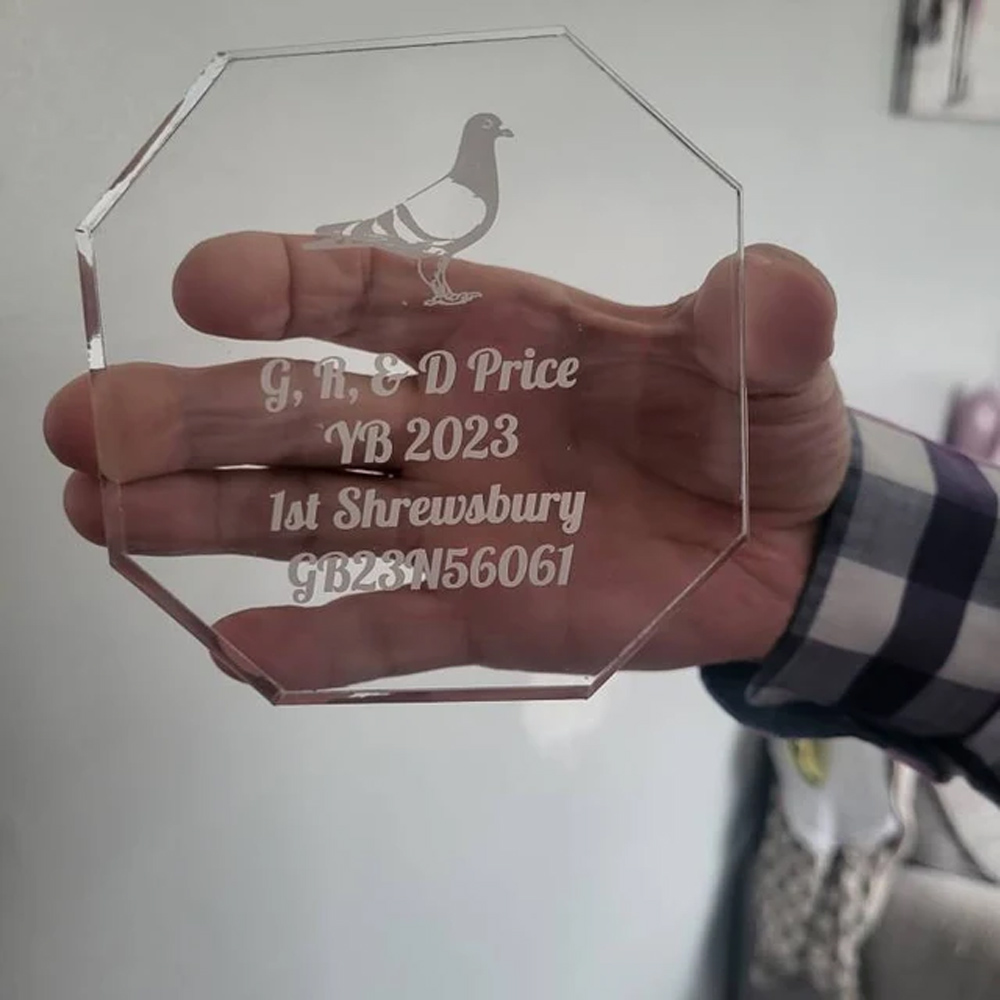 G, R, & D Price
YB 2023
1st Shrewsbury
GB23N56061